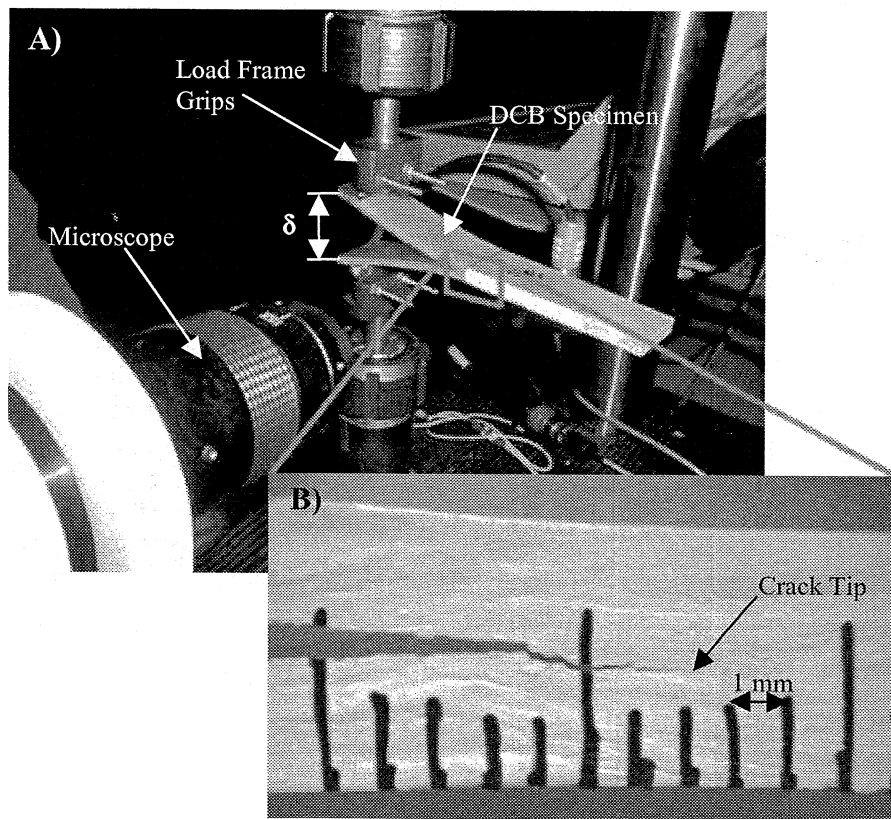 A)
Load Frame
Grips
DCB Specimen
δ
Microscope
B)
Crack Tip
1 mm